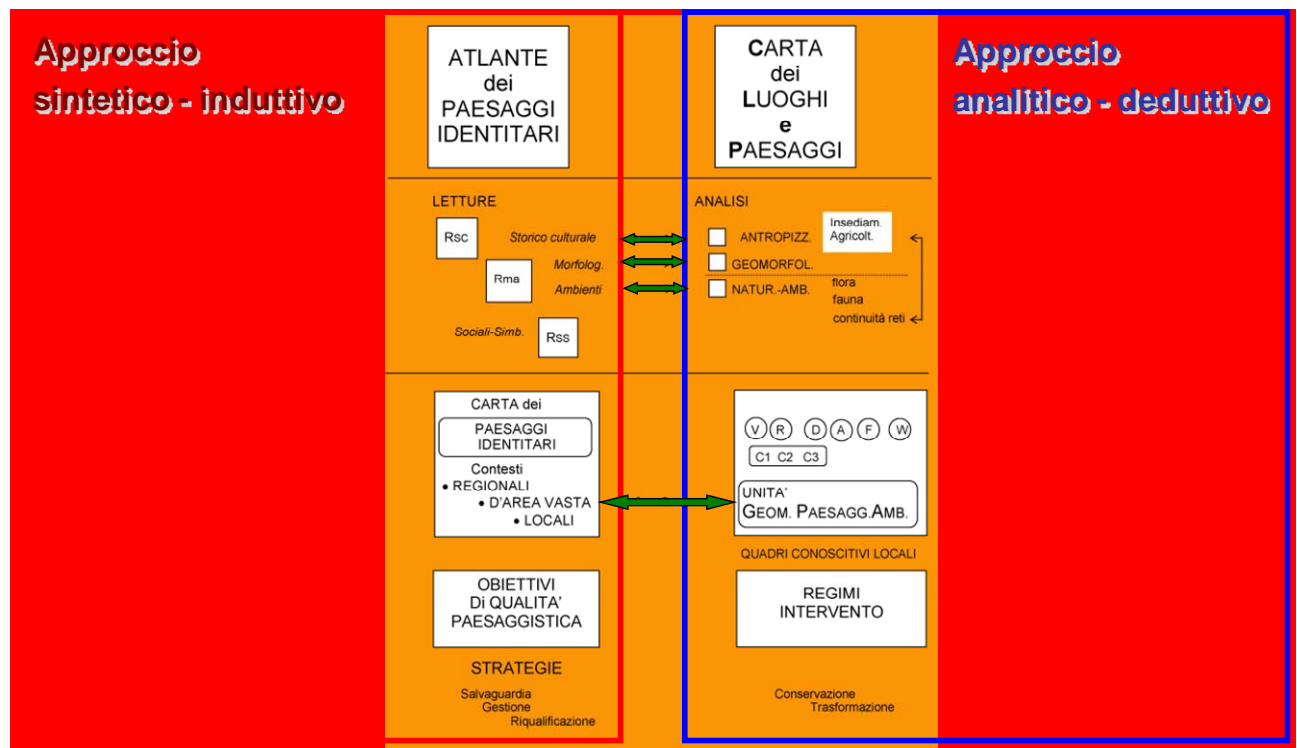 Approccio
sintetico - induttivo
ATLANTE
dei
PAESAGGI
IDENTITARI
CARTA
dei
LUOGHI
e
PAESAGGI
Approccio
analitico - deduttivo
LETTURE
Rsc
Storico culturale
Morfolog.
Rma
Ambienti
Sociali-Simb.
Rss
ANALISI
ANTROPIZZ.
Insediam.
Agricolt.
GEOMORFOL.
NATUR.-AMB.
flora
fauna
continuità reti
CARTA dei
PAESAGGI
IDENTITARI
Contesti
• REGIONALI
• D'AREA VASTA
• LOCALI
V R D A F W
C1 C2 C3
UNITA'
GEOM. PAESAGG.AMB.
QUADRI CONOSCITIVI LOCALI
OBIETTIVI
Di QUALITA'
PAESAGGISTICA
REGIMI
INTERVENTO
STRATEGIE
Salvaguardia
Gestione
Riqualificazione
Conservazione
Trasformazione